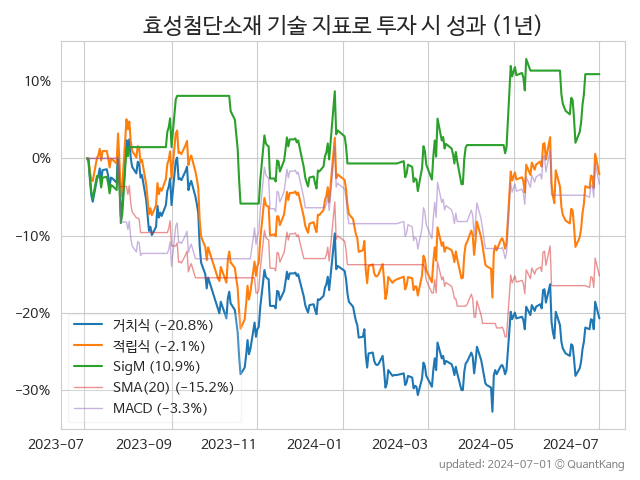 효성첨단소재 기술 지표로 투자 시 성과 (1년)
10%
0%
−10%
−20%
−30%
거치식 (−20.8%)
적립식 (−2.1%)
SigM (10.9%)
SMA(20) (−15.2%)
MACD (−3.3%)
2023-07 2023-09 2023-11 2024-01 2024-03 2024-05 2024-07
updated: 2024-07-01 © QuantKang